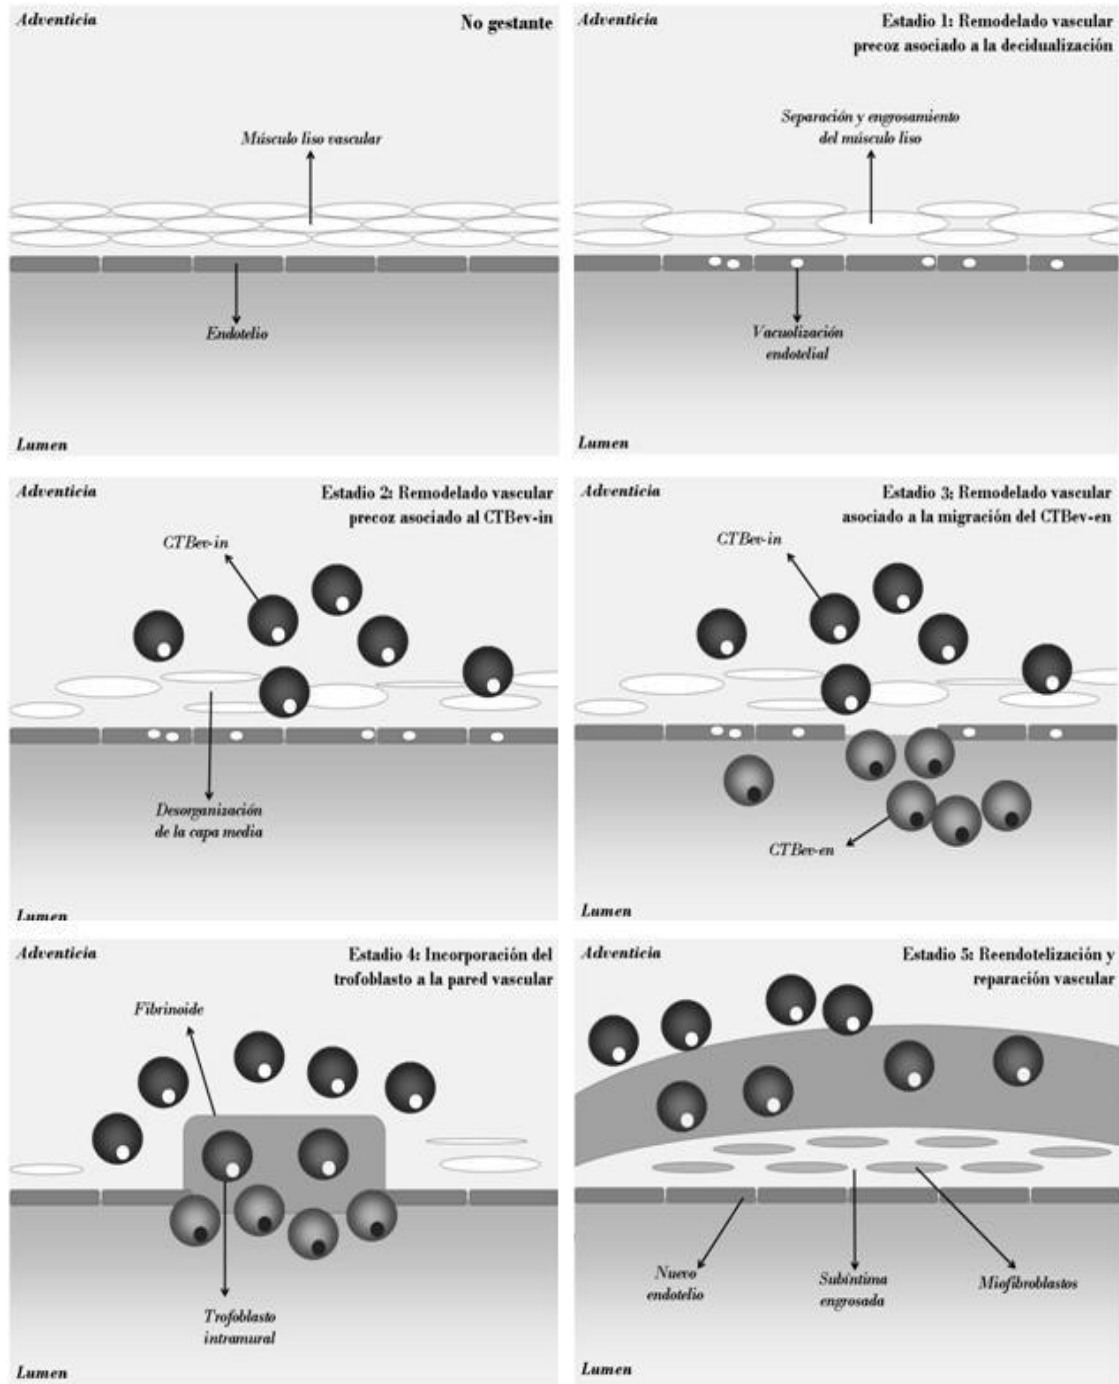 Adventicia
No gestante
Músculo liso vascular
Endotelio
Lumen
Adventicia
Estadio 1: Remodelado vascular
precoz asociado a la decidualización
Separación y engrosamiento
del músculo liso
Vacuolización
endotelial
Lumen
Adventicia
Estadio 2: Remodelado vascular
precoz asociado al CTBev-in
CTBev-in
Desorganización
de la capa media
Lumen
Adventicia
Estadio 3: Remodelado vascular
asociado a la migración del CTBev-en
CTBev-in
CTBev-en
Lumen
Adventicia
Estadio 4: Incorporación del
trofoblasto a la pared vascular
Fibrinoide
Trofoblasto
intramural
Lumen
Adventicia
Estadio 5: Reendotelización y
reparación vascular
Nuevo
endotelio
Subíntima
engrosada
Miofibroblastos
Lumen